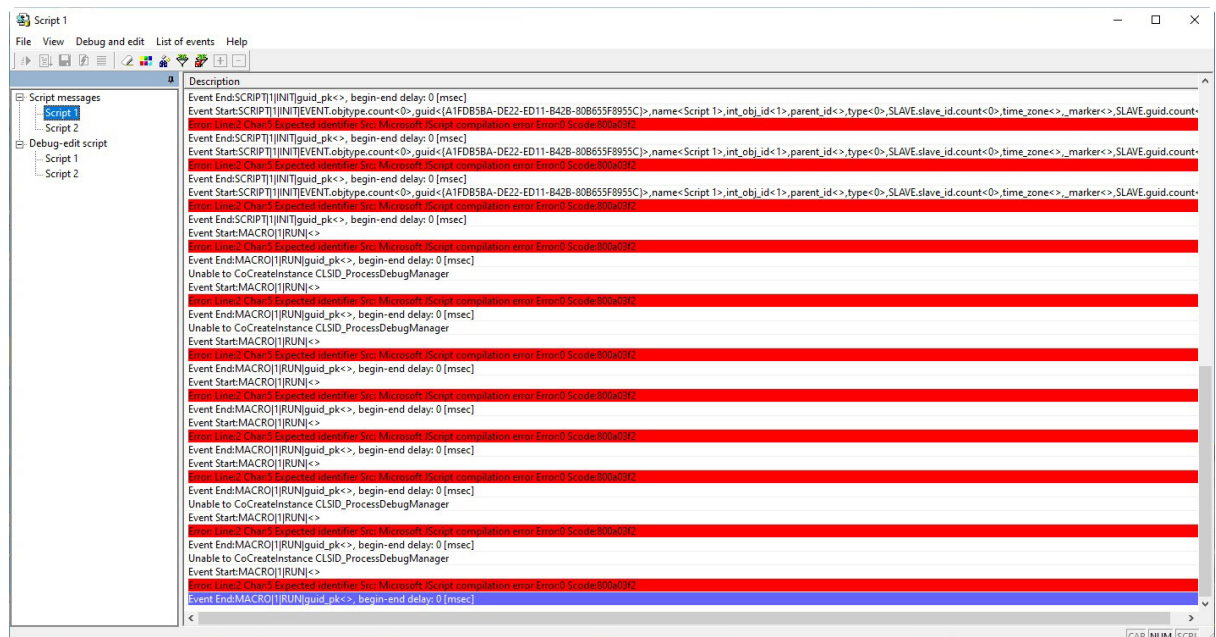 Script 1
File View Debug and edit List of events Help
Description
Script messages
Script 1
Script 2
Debug-edit script
Script 1
Script 2
Event End:SCRIPT|1|INIT|guid_pk<>, begin-end delay: 0 [msec]
Event Start:SCRIPT|1|INIT|EVENT.objtype.count<0>,guid<{A1FDB5BA-DE22-ED11-B42B-80B655F8955C}>,name<Script 1>,int_obj_id<1>,parent_id<>,type<0>,SLAVE.slave_id.count<0>,time_zone<>,_marker<>,SLAVE.guid.count<
Error: Line:2 Char:5 Expected identifier Src: Microsoft JScript compilation error Error:0 Scode:800a03f2
Event End:SCRIPT|1|INIT|guid_pk<>, begin-end delay: 0 [msec]
Event Start:SCRIPT|1|INIT|EVENT.objtype.count<0>,guid<{A1FDB5BA-DE22-ED11-B42B-80B655F8955C}>,name<Script 1>,int_obj_id<1>,parent_id<>,type<0>,SLAVE.slave_id.count<0>,time_zone<>,_marker<>,SLAVE.guid.count<
Error: Line:2 Char:5 Expected identifier Src: Microsoft JScript compilation error Error:0 Scode:800a03f2
Event End:SCRIPT|1|INIT|guid_pk<>, begin-end delay: 0 [msec]
Event Start:SCRIPT|1|INIT|EVENT.objtype.count<0>,guid<{A1FDB5BA-DE22-ED11-B42B-80B655F8955C}>,name<Script 1>,int_obj_id<1>,parent_id<>,type<0>,SLAVE.slave_id.count<0>,time_zone<>,_marker<>,SLAVE.guid.count<
Error: Line:2 Char:5 Expected identifier Src: Microsoft JScript compilation error Error:0 Scode:800a03f2
Event End:SCRIPT|1|INIT|guid_pk<>, begin-end delay: 0 [msec]
Event Start:MACRO|1|RUN|<>
Error: Line:2 Char:5 Expected identifier Src: Microsoft JScript compilation error Error:0 Scode:800a03f2
Event End:MACRO|1|RUN|guid_pk<>, begin-end delay: 0 [msec]
Unable to CoCreateInstance CLSID_ProcessDebugManager
Event Start:MACRO|1|RUN|<>
Error: Line:2 Char:5 Expected identifier Src: Microsoft JScript compilation error Error:0 Scode:800a03f2
Event End:MACRO|1|RUN|guid_pk<>, begin-end delay: 0 [msec]
Unable to CoCreateInstance CLSID_ProcessDebugManager
Event Start:MACRO|1|RUN|<>
Error: Line:2 Char:5 Expected identifier Src: Microsoft JScript compilation error Error:0 Scode:800a03f2
Event End:MACRO|1|RUN|guid_pk<>, begin-end delay: 0 [msec]
Event Start:MACRO|1|RUN|<>
Error: Line:2 Char:5 Expected identifier Src: Microsoft JScript compilation error Error:0 Scode:800a03f2
Event End:MACRO|1|RUN|guid_pk<>, begin-end delay: 0 [msec]
Event Start:MACRO|1|RUN|<>
Error: Line:2 Char:5 Expected identifier Src: Microsoft JScript compilation error Error:0 Scode:800a03f2
Event End:MACRO|1|RUN|guid_pk<>, begin-end delay: 0 [msec]
Event Start:MACRO|1|RUN|<>
Error: Line:2 Char:5 Expected identifier Src: Microsoft JScript compilation error Error:0 Scode:800a03f2
Event End:MACRO|1|RUN|guid_pk<>, begin-end delay: 0 [msec]
Unable to CoCreateInstance CLSID_ProcessDebugManager
Event Start:MACRO|1|RUN|<>
Error: Line:2 Char:5 Expected identifier Src: Microsoft JScript compilation error Error:0 Scode:800a03f2
Event End:MACRO|1|RUN|guid_pk<>, begin-end delay: 0 [msec]
Unable to CoCreateInstance CLSID_ProcessDebugManager
Event Start:MACRO|1|RUN|<>
Error: Line:2 Char:5 Expected identifier Src: Microsoft JScript compilation error Error:0 Scode:800a03f2
Event End:MACRO|1|RUN|guid_pk<>, begin-end delay: 0 [msec]
CAP NUM SCRL